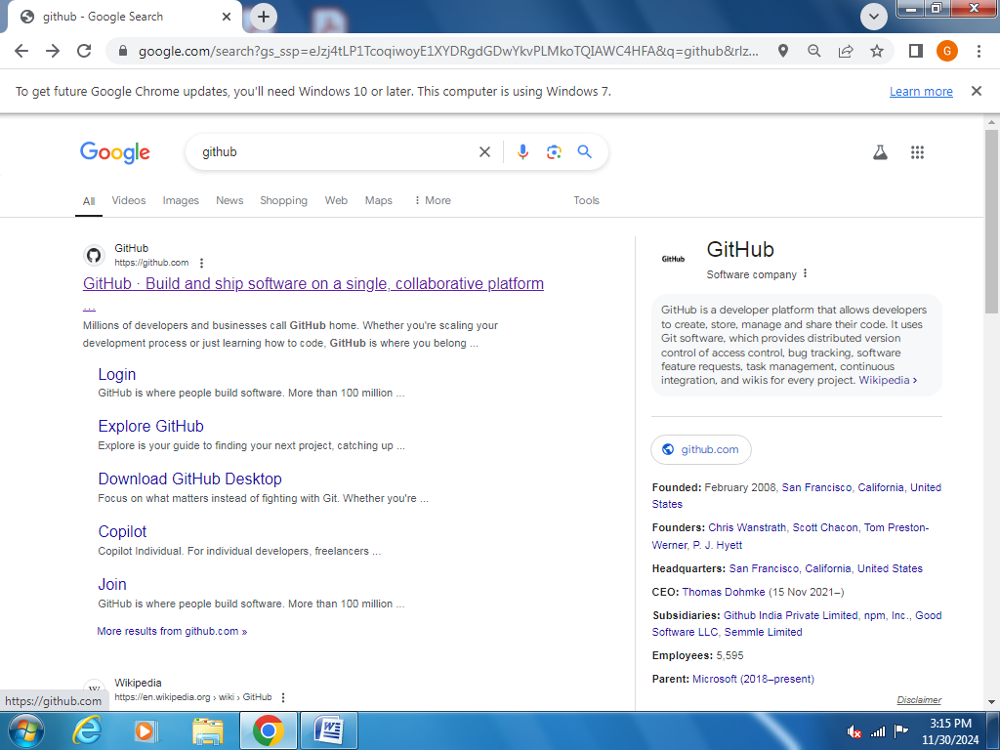 github - Google Search
google.com/search?gs_ssp=eJzj4tLP1TcoqiwoyE1XYDRgdGDwYkvPLMkoTQIAWC4HFA&q=github&rlz...
G
To get future Google Chrome updates, you'll need Windows 10 or later. This computer is using Windows 7.
Learn more
Google
github
All Videos Images News Shopping Web Maps More Tools
GitHub
https://github.com
GitHub · Build and ship software on a single, collaborative platform
...
Millions of developers and businesses call GitHub home. Whether you're scaling your
development process or just learning how to code, GitHub is where you belong ...
Login
GitHub is where people build software. More than 100 million ...
Explore GitHub
Explore is your guide to finding your next project, catching up ...
Download GitHub Desktop
Focus on what matters instead of fighting with Git. Whether you're ...
Copilot
Copilot Individual. For individual developers, freelancers ...
Join
GitHub is where people build software. More than 100 million ...
More results from github.com »
W
Wikipedia
https://en.wikipedia.org › wiki › GitHub
https://github.com
GitHub
GitHub
Software company
GitHub is a developer platform that allows developers
to create, store, manage and share their code. It uses
Git software, which provides distributed version
control of access control, bug tracking, software
feature requests, task management, continuous
integration, and wikis for every project. Wikipedia ›
github.com
Founded: February 2008, San Francisco, California, United
States
Founders: Chris Wanstrath, Scott Chacon, Tom Preston-
Werner, P. J. Hyett
Headquarters: San Francisco, California, United States
CEO: Thomas Dohmke (15 Nov 2021–)
Subsidiaries: Github India Private Limited, npm, Inc., Good
Software LLC, Semmle Limited
Employees: 5,595
Parent: Microsoft (2018–present)
Disclaimer
3:15 PM
11/30/2024